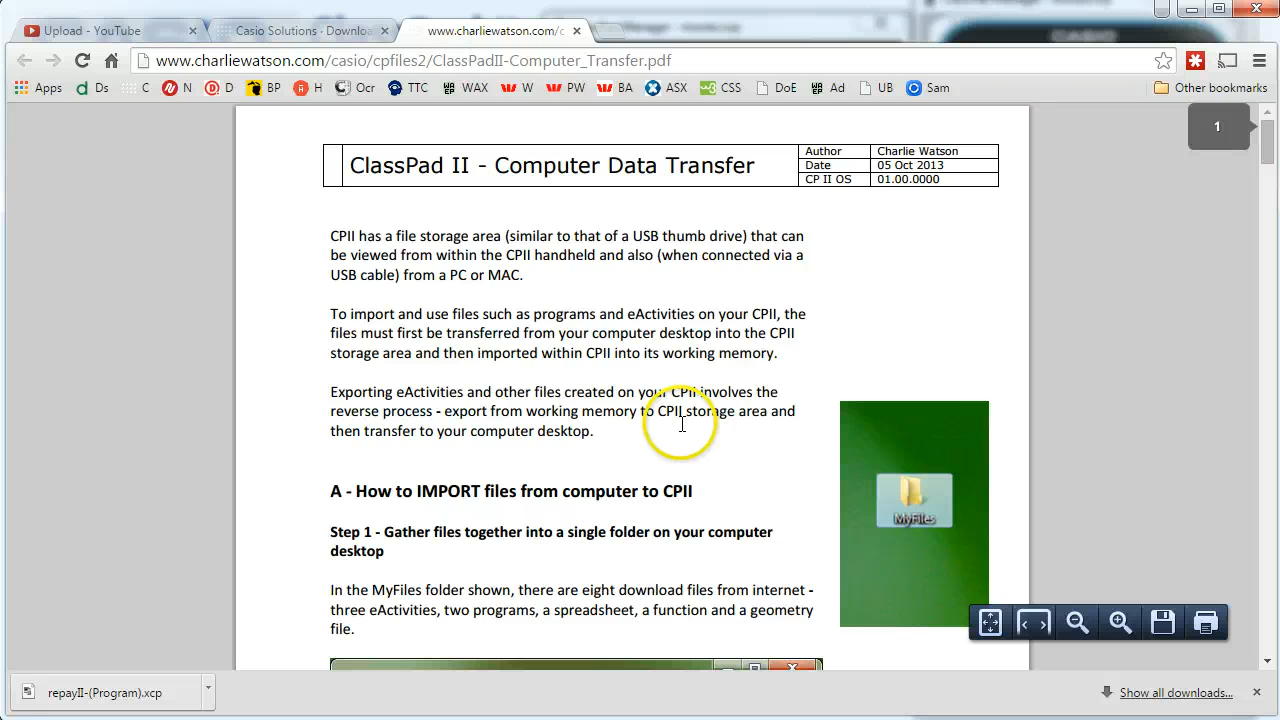 Upload - YouTube
Casio Solutions · Downloa
www.charliewatson.com/c
www.charliewatson.com/casio/cpfiles2/ClassPadII-Computer_Transfer.pdf
Apps Ds C N D BP H Ocr TTC WAX W PW BA ASX CSS DoE Ad UB Sam Other bookmarks
1
ClassPad II - Computer Data Transfer
Author Charlie Watson
Date 05 Oct 2013
CP II OS 01.00.0000
CPII has a file storage area (similar to that of a USB thumb drive) that can
be viewed from within the CPII handheld and also (when connected via a
USB cable) from a PC or MAC.
To import and use files such as programs and eActivities on your CPII, the
files must first be transferred from your computer desktop into the CPII
storage area and then imported within CPII into its working memory.
Exporting eActivities and other files created on your CPII involves the
reverse process - export from working memory to CPII storage area and
then transfer to your computer desktop.
MyFiles
A - How to IMPORT files from computer to CPII
Step 1 - Gather files together into a single folder on your computer
desktop
In the MyFiles folder shown, there are eight download files from internet -
three eActivities, two programs, a spreadsheet, a function and a geometry
file.
repayII-(Program).xcp
Show all downloads...